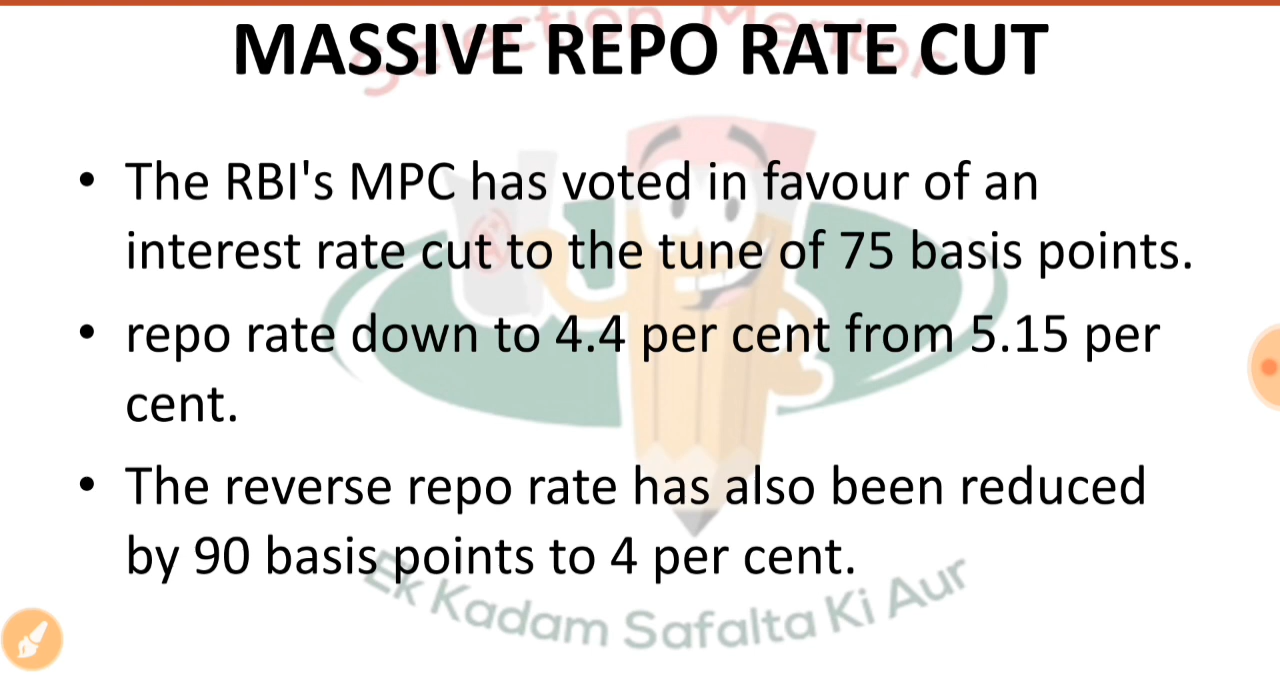 Selection Mentor
MASSIVE REPO RATE CUT
• The RBI's MPC has voted in favour of an
interest rate cut to the tune of 75 basis points.
• repo rate down to 4.4 per cent from 5.15 per
cent.
• The reverse repo rate has also been reduced
by 90 basis points to 4 per cent.
Ek Kadam Safalta Ki Aur